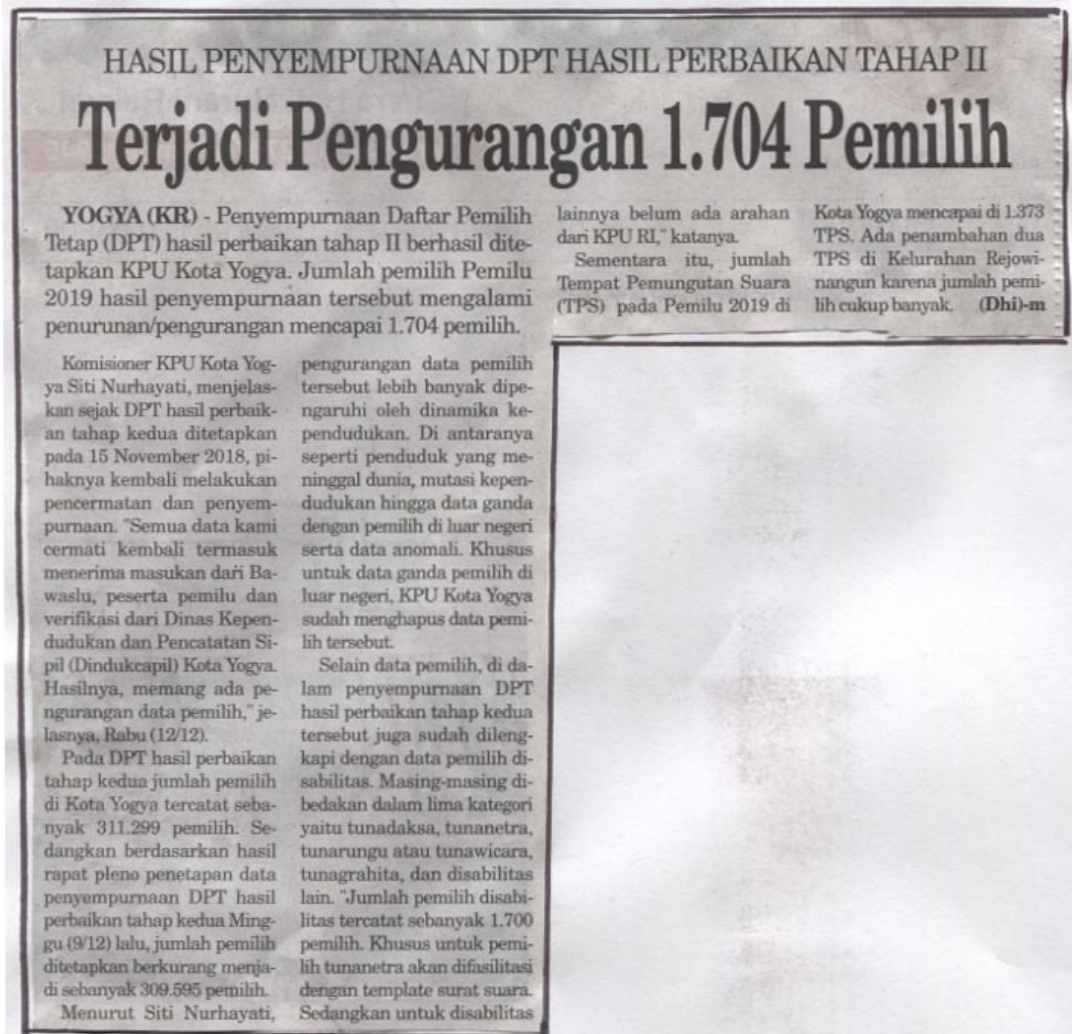 HASIL PENYEMPURNAAN DPT HASIL PERBAIKAN TAHAP II
Terjadi Pengurangan 1.704 Pemilih
YOGYA (KR) - Penyempurnaan Daftar Pemilih
Tetap (DPT) hasil perbaikan tahap II berhasil dite-
tapkan KPU Kota Yogya. Jumlah pemilih Pemilu
2019 hasil penyempurnaan tersebut mengalami
penurunan/pengurangan mencapai 1.704 pemilih.
Komisioner KPU Kota Yog-
ya Siti Nurhayati, menjelas-
kan sejak DPT hasil perbaik-
an tahap kedua ditetapkan
pada 15 November 2018, pi-
haknya kembali melakukan
pencermatan dan penyem-
purnaan. "Semua data kami
cermati kembali termasuk
menerima masukan dari Ba-
waslu, peserta pemilu dan
verifikasi dari Dinas Kepen-
dudukan dan Pencatatan Si-
pil (Dindukcapil) Kota Yogya.
Hasilnya, memang ada pe-
ngurangan data pemilih," je-
lasnya, Rabu (12/12).
Pada DPT hasil perbaikan
tahap kedua jumlah pemilih
di Kota Yogya tercatat seba-
nyak 311.299 pemilih. Se-
dangkan berdasarkan hasil
rapat pleno penetapan data
penyempurnaan DPT hasil
perbaikan tahap kedua Ming-
gu (9/12) lalu, jumlah pemilih
ditetapkan berkurang menja-
di sebanyak 309.595 pemilih.
Menurut Siti Nurhayati,
pengurangan data pemilih
tersebut lebih banyak dipe-
ngaruhi oleh dinamika ke-
pendudukan. Di antaranya
seperti penduduk yang me-
ninggal dunia, mutasi kepen-
dudukan hingga data ganda
dengan pemilih di luar negeri
serta data anomali. Khusus
untuk data ganda pemilih di
luar negeri, KPU Kota Yogya
sudah menghapus data pemi-
lih tersebut.
Selain data pemilih, di da-
lam penyempurnaan DPT
hasil perbaikan tahap kedua
tersebut juga sudah dileng-
kapi dengan data pemilih di-
sabilitas. Masing-masing di-
bedakan dalam lima kategori
yaitu tunadaksa, tunanetra,
tunarungu atau tunawicara,
tunagrahita, dan disabilitas
lain. "Jumlah pemilih disabi-
litas tercatat sebanyak 1.700
pemilih. Khusus untuk pemi-
lih tunanetra akan difasilitasi
dengan template surat suara.
Sedangkan untuk disabilitas
lainnya belum ada arahan
dari KPU RI," katanya.
Sementara itu, jumlah
Tempat Pemungutan Suara
(TPS) pada Pemilu 2019 di
Kota Yogya mencapai di 1.373
TPS. Ada penambahan dua
TPS di Kelurahan Rejowi-
nangun karena jumlah pemi-
lih cukup banyak. (Dhi)-m